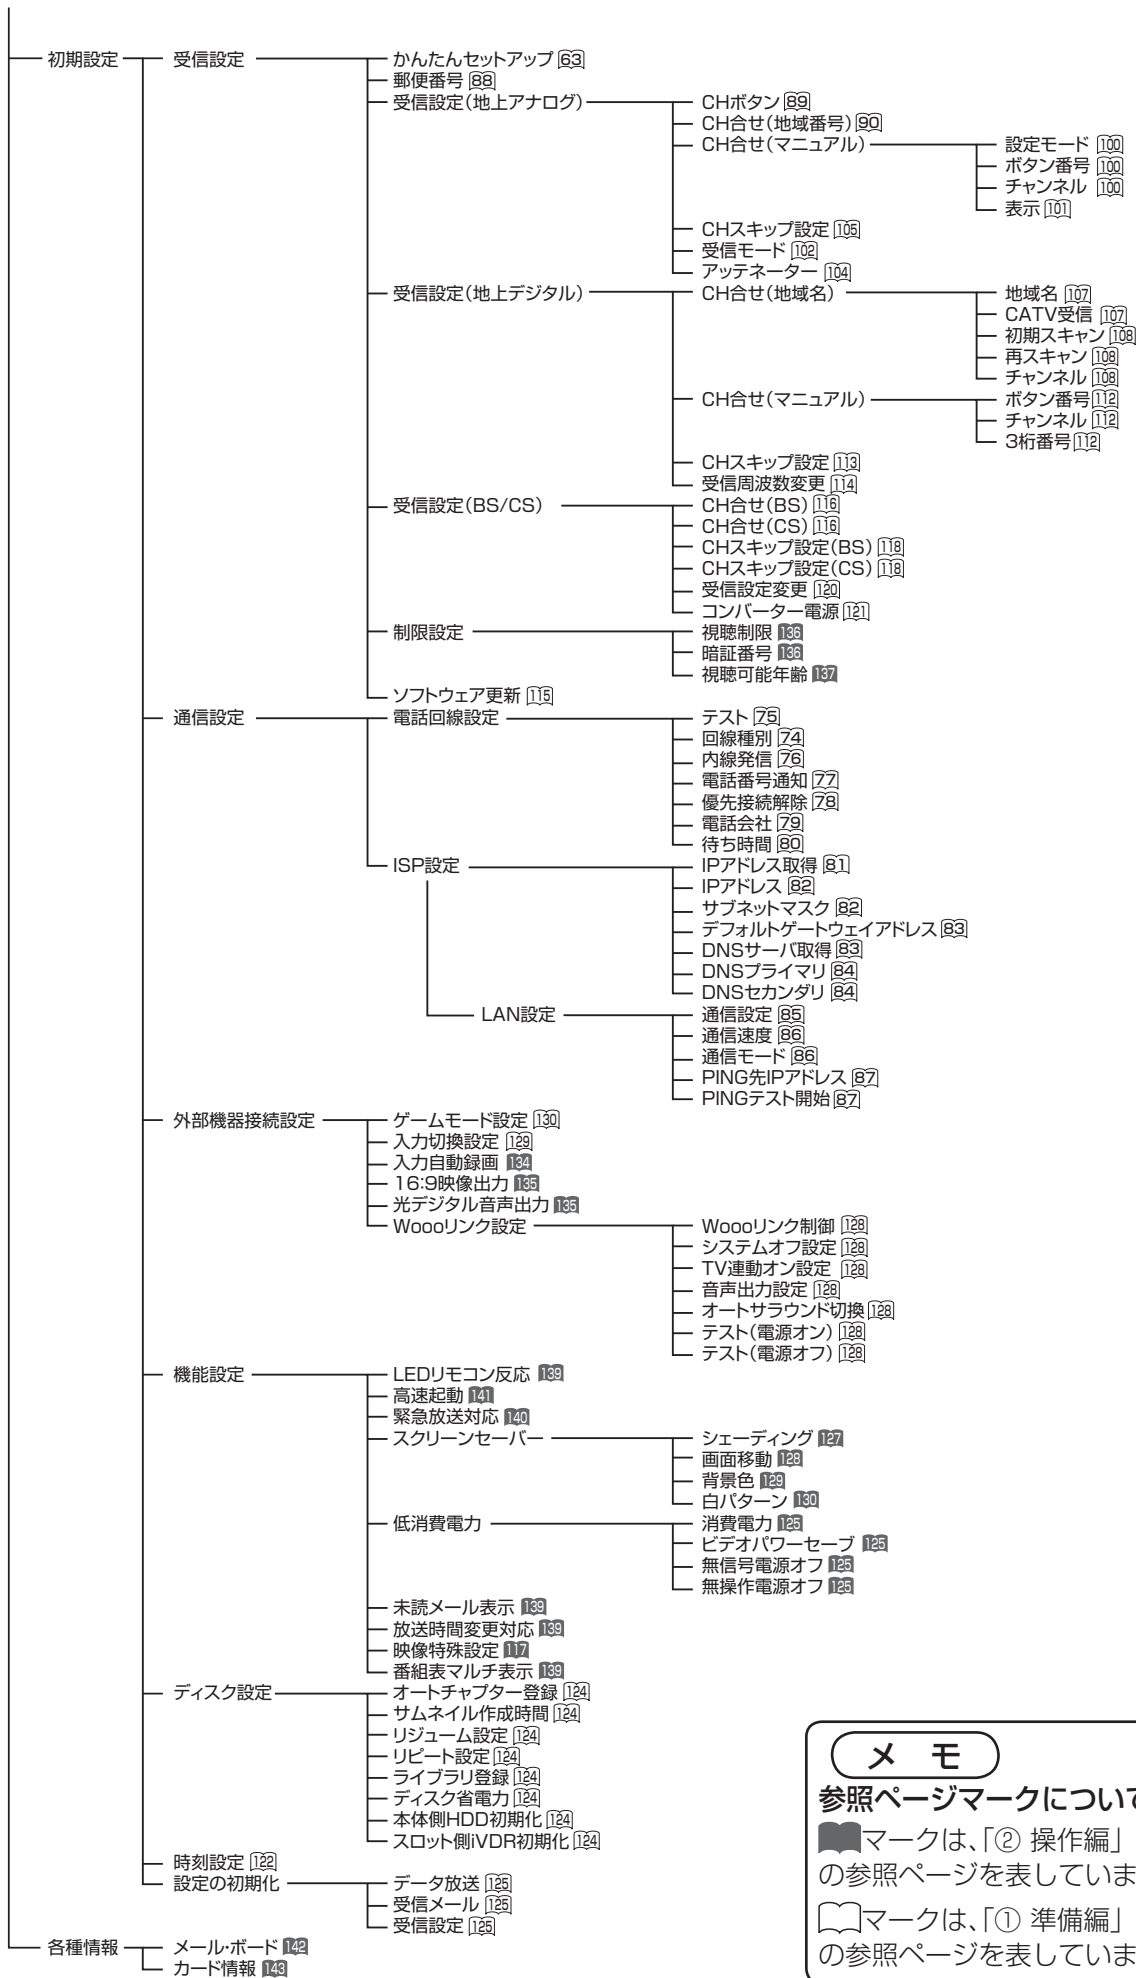 初期設定
受信設定
かんたんセットアップ 63
郵便番号 88
受信設定(地上アナログ)
CHボタン 89
CH合せ(地域番号) 90
CH合せ(マニュアル)
設定モード 100
ボタン番号 100
チャンネル 100
表示 101
CHスキップ設定 105
受信モード 102
アッテネーター 104
受信設定(地上デジタル)
CH合せ(地域名)
地域名 107
CATV受信 107
初期スキャン 108
再スキャン 108
チャンネル 108
CH合せ(マニュアル)
ボタン番号 112
チャンネル 112
3桁番号 112
CHスキップ設定 113
受信周波数変更 114
受信設定(BS/CS)
CH合せ(BS) 116
CH合せ(CS) 116
CHスキップ設定(BS) 118
CHスキップ設定(CS) 118
受信設定変更 120
コンバーター電源 121
制限設定
視聴制限 136
暗証番号 136
視聴可能年齢 137
ソフトウェア更新 115
通信設定
電話回線設定
テスト 75
回線種別 74
内線発信 76
電話番号通知 77
優先接続解除 78
電話会社 79
待ち時間 80
ISP設定
IPアドレス取得 81
IPアドレス 82
サブネットマスク 82
デフォルトゲートウェイアドレス 83
DNSサーバ取得 83
DNSプライマリ 84
DNSセカンダリ 84
LAN設定
通信設定 85
通信速度 86
通信モード 86
PING先IPアドレス 87
PINGテスト開始 87
外部機器接続設定
ゲームモード設定 130
入力切換設定 129
入力自動録画 134
16:9映像出力 135
光デジタル音声出力 135
Woooリンク設定
Woooリンク制御 128
システムオフ設定 128
TV連動オン設定 128
音声出力設定 128
オートサラウンド切換 128
テスト(電源オン) 128
テスト(電源オフ) 128
機能設定
LEDリモコン反応 139
高速起動 141
緊急放送対応 140
スクリーンセーバー
シェーディング 127
画面移動 128
背景色 129
白パターン 130
低消費電力
消費電力 125
ビデオパワーセーブ 125
無信号電源オフ 125
無操作電源オフ 125
未読メール表示 139
放送時間変更対応 139
映像特殊設定 117
番組表マルチ表示 139
ディスク設定
オートチャプター登録 124
サムネイル作成時間 124
リジューム設定 124
リピート設定 124
ライブラリ登録 124
ディスク省電力 124
本体側HDD初期化 124
スロット側iVDR初期化 124
時刻設定 122
設定の初期化
データ放送 125
受信メール 125
受信設定 125
各種情報
メール・ボード 142
カード情報 143
メ モ
参照ページマークについて
マークは、「② 操作編」
の参照ページを表していま
マークは、「① 準備編」
の参照ページを表していま